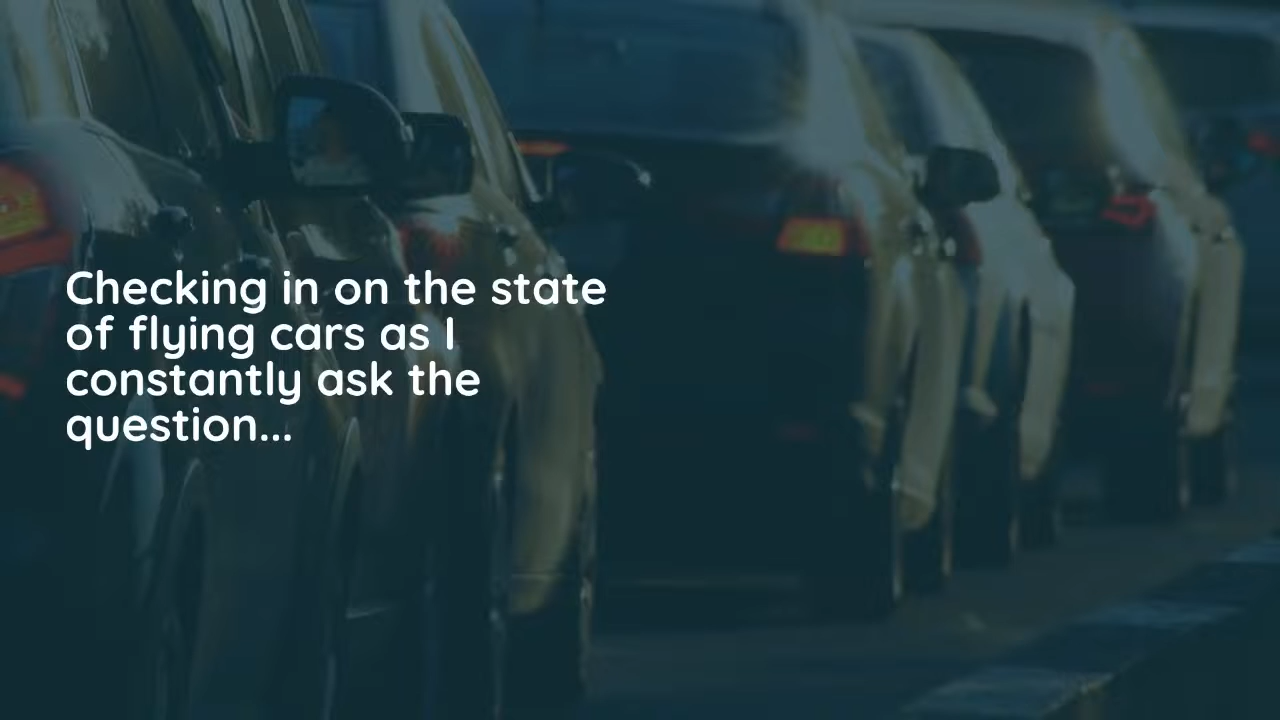 Checking in on the state
of flying cars as I
constantly ask the
question...